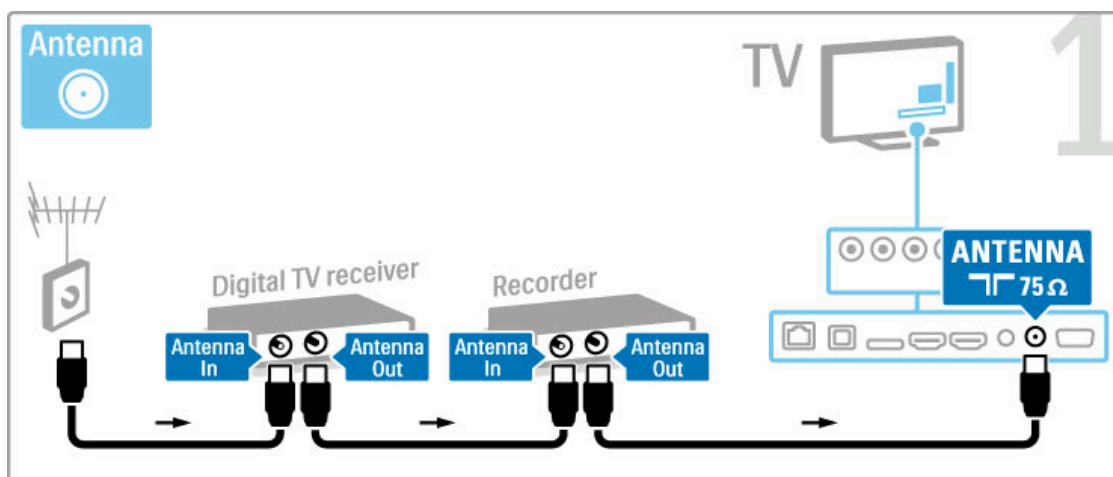 Antenna
TV
1
Digital TV receiver
Recorder
Antenna
In
Antenna
Out
Antenna
In
Antenna
Out
ANTENNA
75 Ω